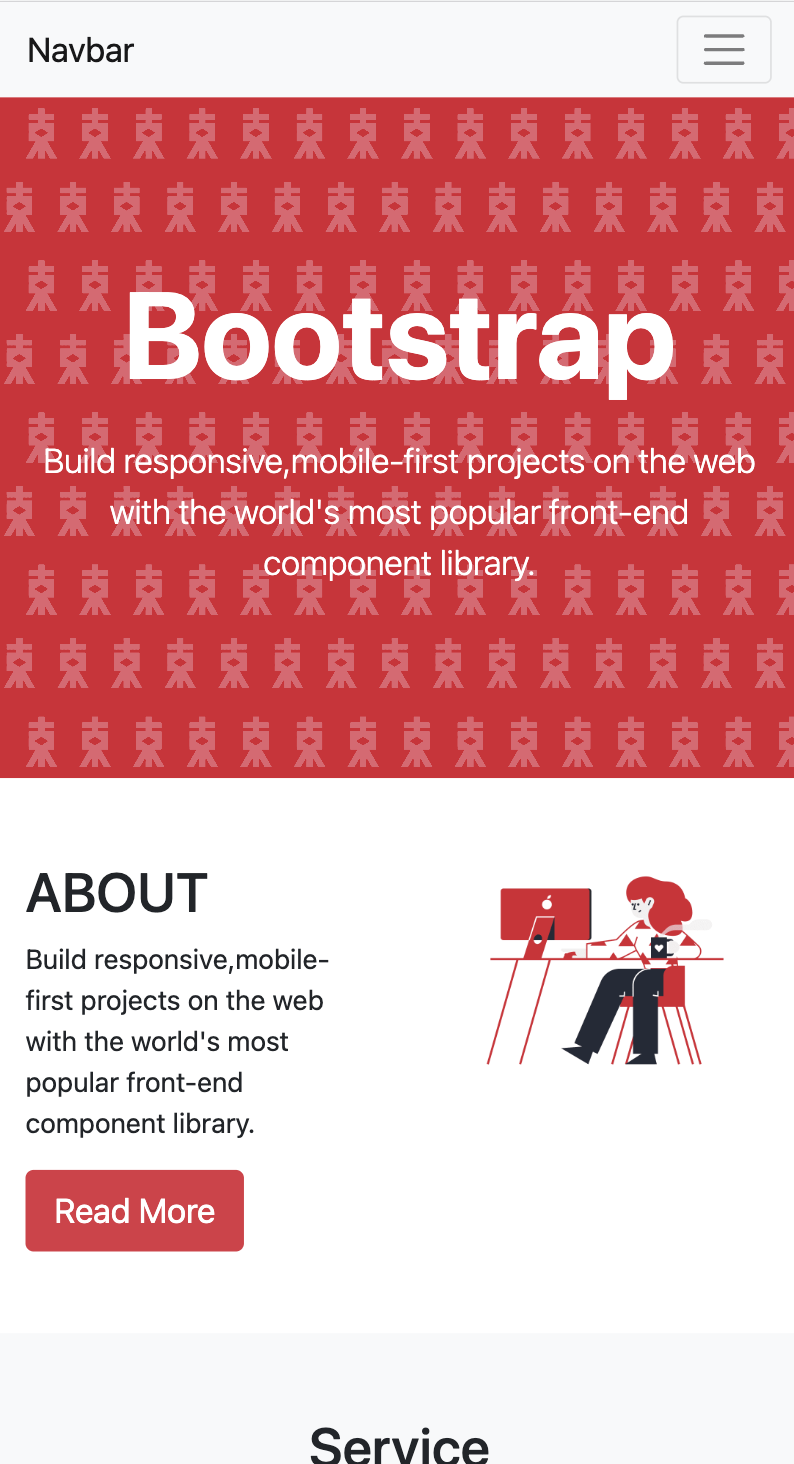 Navbar
Bootstrap
Build responsive,mobile-first projects on the web
with the world's most popular front-end
component library.
ABOUT
Build responsive,mobile-
first projects on the web
with the world's most
popular front-end
component library.
Read More
Service